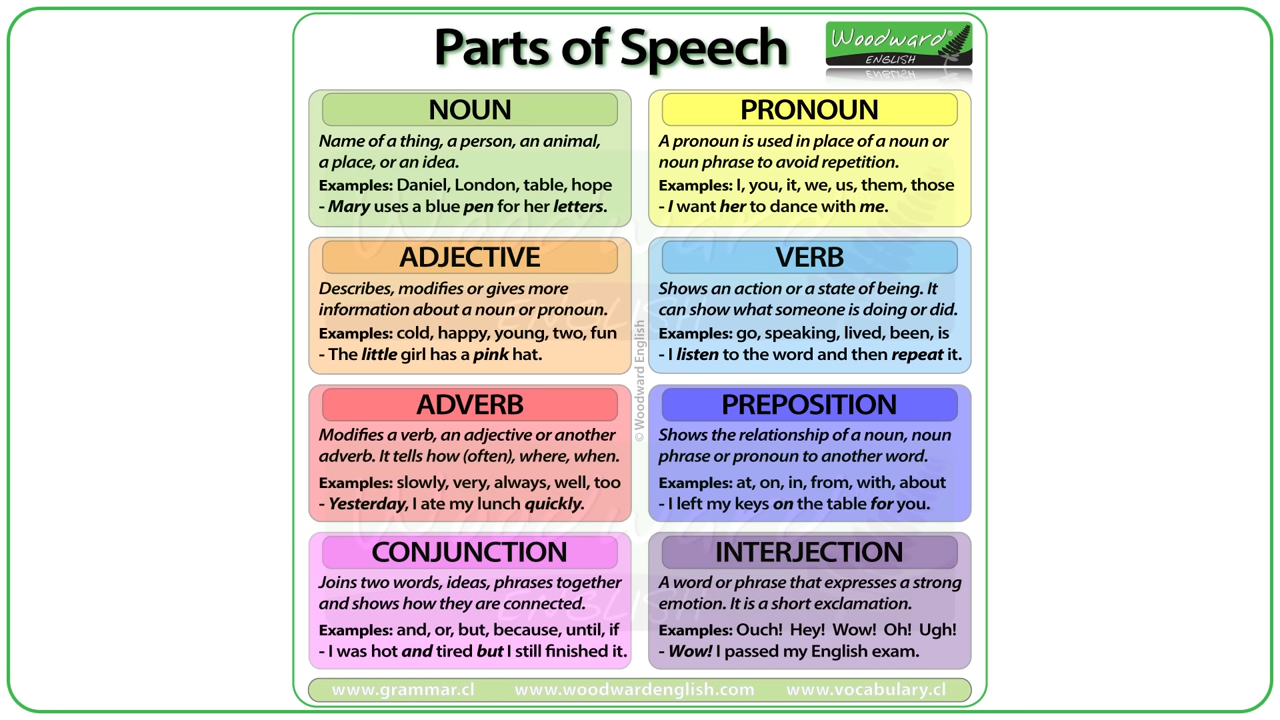 Parts of Speech
Woodward®
ENGLISH
NOUN
Name of a thing, a person, an animal,
a place, or an idea.
Examples: Daniel, London, table, hope
- Mary uses a blue pen for her letters.
PRONOUN
A pronoun is used in place of a noun or
noun phrase to avoid repetition.
Examples: I, you, it, we, us, them, those
- I want her to dance with me.
ADJECTIVE
Describes, modifies or gives more
information about a noun or pronoun.
Examples: cold, happy, young, two, fun
- The little girl has a pink hat.
VERB
Shows an action or a state of being. It
can show what someone is doing or did.
Examples: go, speaking, lived, been, is
- I listen to the word and then repeat it.
ADVERB
Modifies a verb, an adjective or another
adverb. It tells how (often), where, when.
Examples: slowly, very, always, well, too
- Yesterday, I ate my lunch quickly.
PREPOSITION
Shows the relationship of a noun, noun
phrase or pronoun to another word.
Examples: at, on, in, from, with, about
- I left my keys on the table for you.
CONJUNCTION
Joins two words, ideas, phrases together
and shows how they are connected.
Examples: and, or, but, because, until, if
- I was hot and tired but I still finished it.
INTERJECTION
A word or phrase that expresses a strong
emotion. It is a short exclamation.
Examples: Ouch! Hey! Wow! Oh! Ugh!
- Wow! I passed my English exam.
© Woodward English
www.grammar.cl www.woodwardenglish.com www.vocabulary.cl